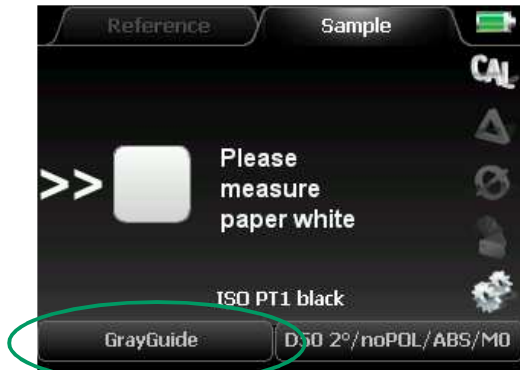 Reference Sample
CAL
>> Please
measure
paper white
ISO PT1 black
GrayGuide D50 2°/noPOL/ABS/M0